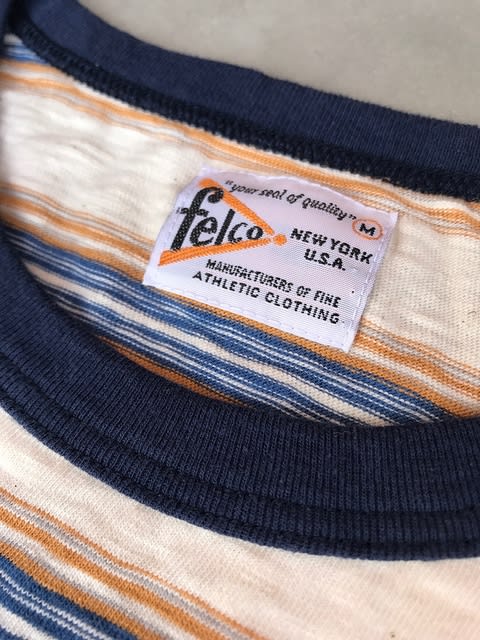 "your seal of quality"
M
felco
NEW YORK
U.S.A.
MANUFACTURERS OF FINE
ATHLETIC CLOTHING